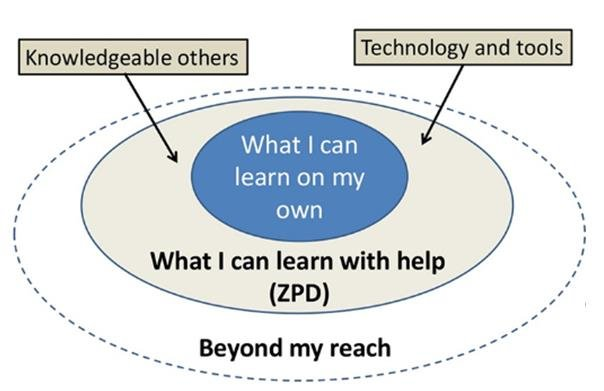 Knowledgeable others
Technology and tools
What I can
learn on my
own
What I can learn with help
(ZPD)
Beyond my reach